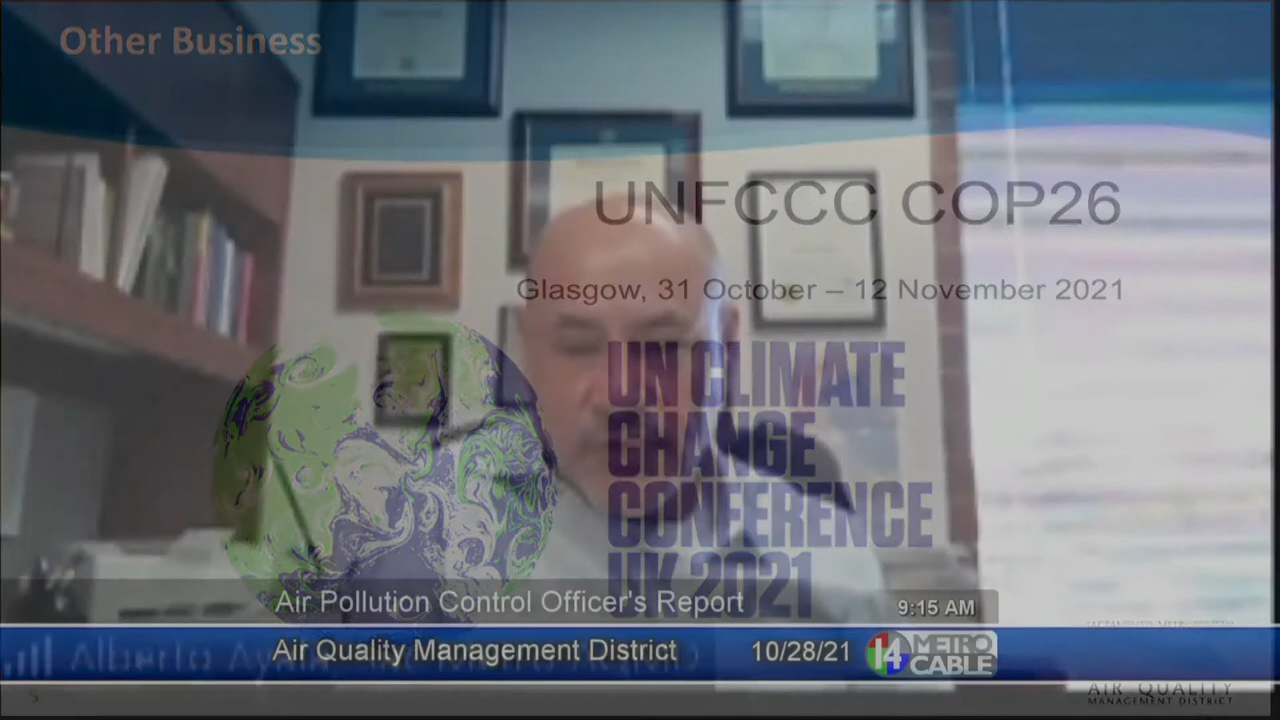 Other Business
UNFCCC COP26
Glasgow, 31 October – 12 November 2021
UN CLIMATE
CHANGE
CONFERENCE
UK 2021
Air Pollution Control Officer's Report
9:15 AM
Alberto
Air Quality Management District
10/28/21
14 METRO
CABLE
5
AIR QUALITY
MANAGEMENT DISTRICT